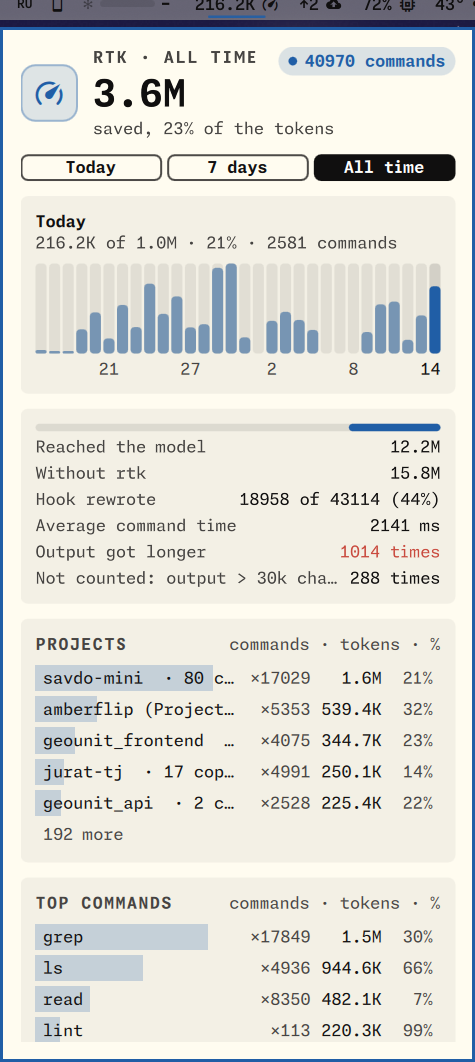 RU 216.2K ↑2 72% 43°
RTK · ALL TIME
40970 commands
3.6M
saved, 23% of the tokens
Today 7 days All time
Today
216.2K of 1.0M · 21% · 2581 commands
21 27 2 8 14
Reached the model 12.2M
Without rtk 15.8M
Hook rewrote 18958 of 43114 (44%)
Average command time 2141 ms
Output got longer 1014 times
Not counted: output > 30k cha… 288 times
PROJECTS commands · tokens · %
savdo-mini · 80 c… ×17029 1.6M 21%
amberflip (Project… ×5353 539.4K 32%
geounit_frontend … ×4075 344.7K 23%
jurat-tj · 17 cop… ×4991 250.1K 14%
geounit_api · 2 c… ×2528 225.4K 22%
192 more
TOP COMMANDS commands · tokens · %
grep ×17849 1.5M 30%
ls ×4936 944.6K 66%
read ×8350 482.1K 7%
lint ×113 220.3K 99%